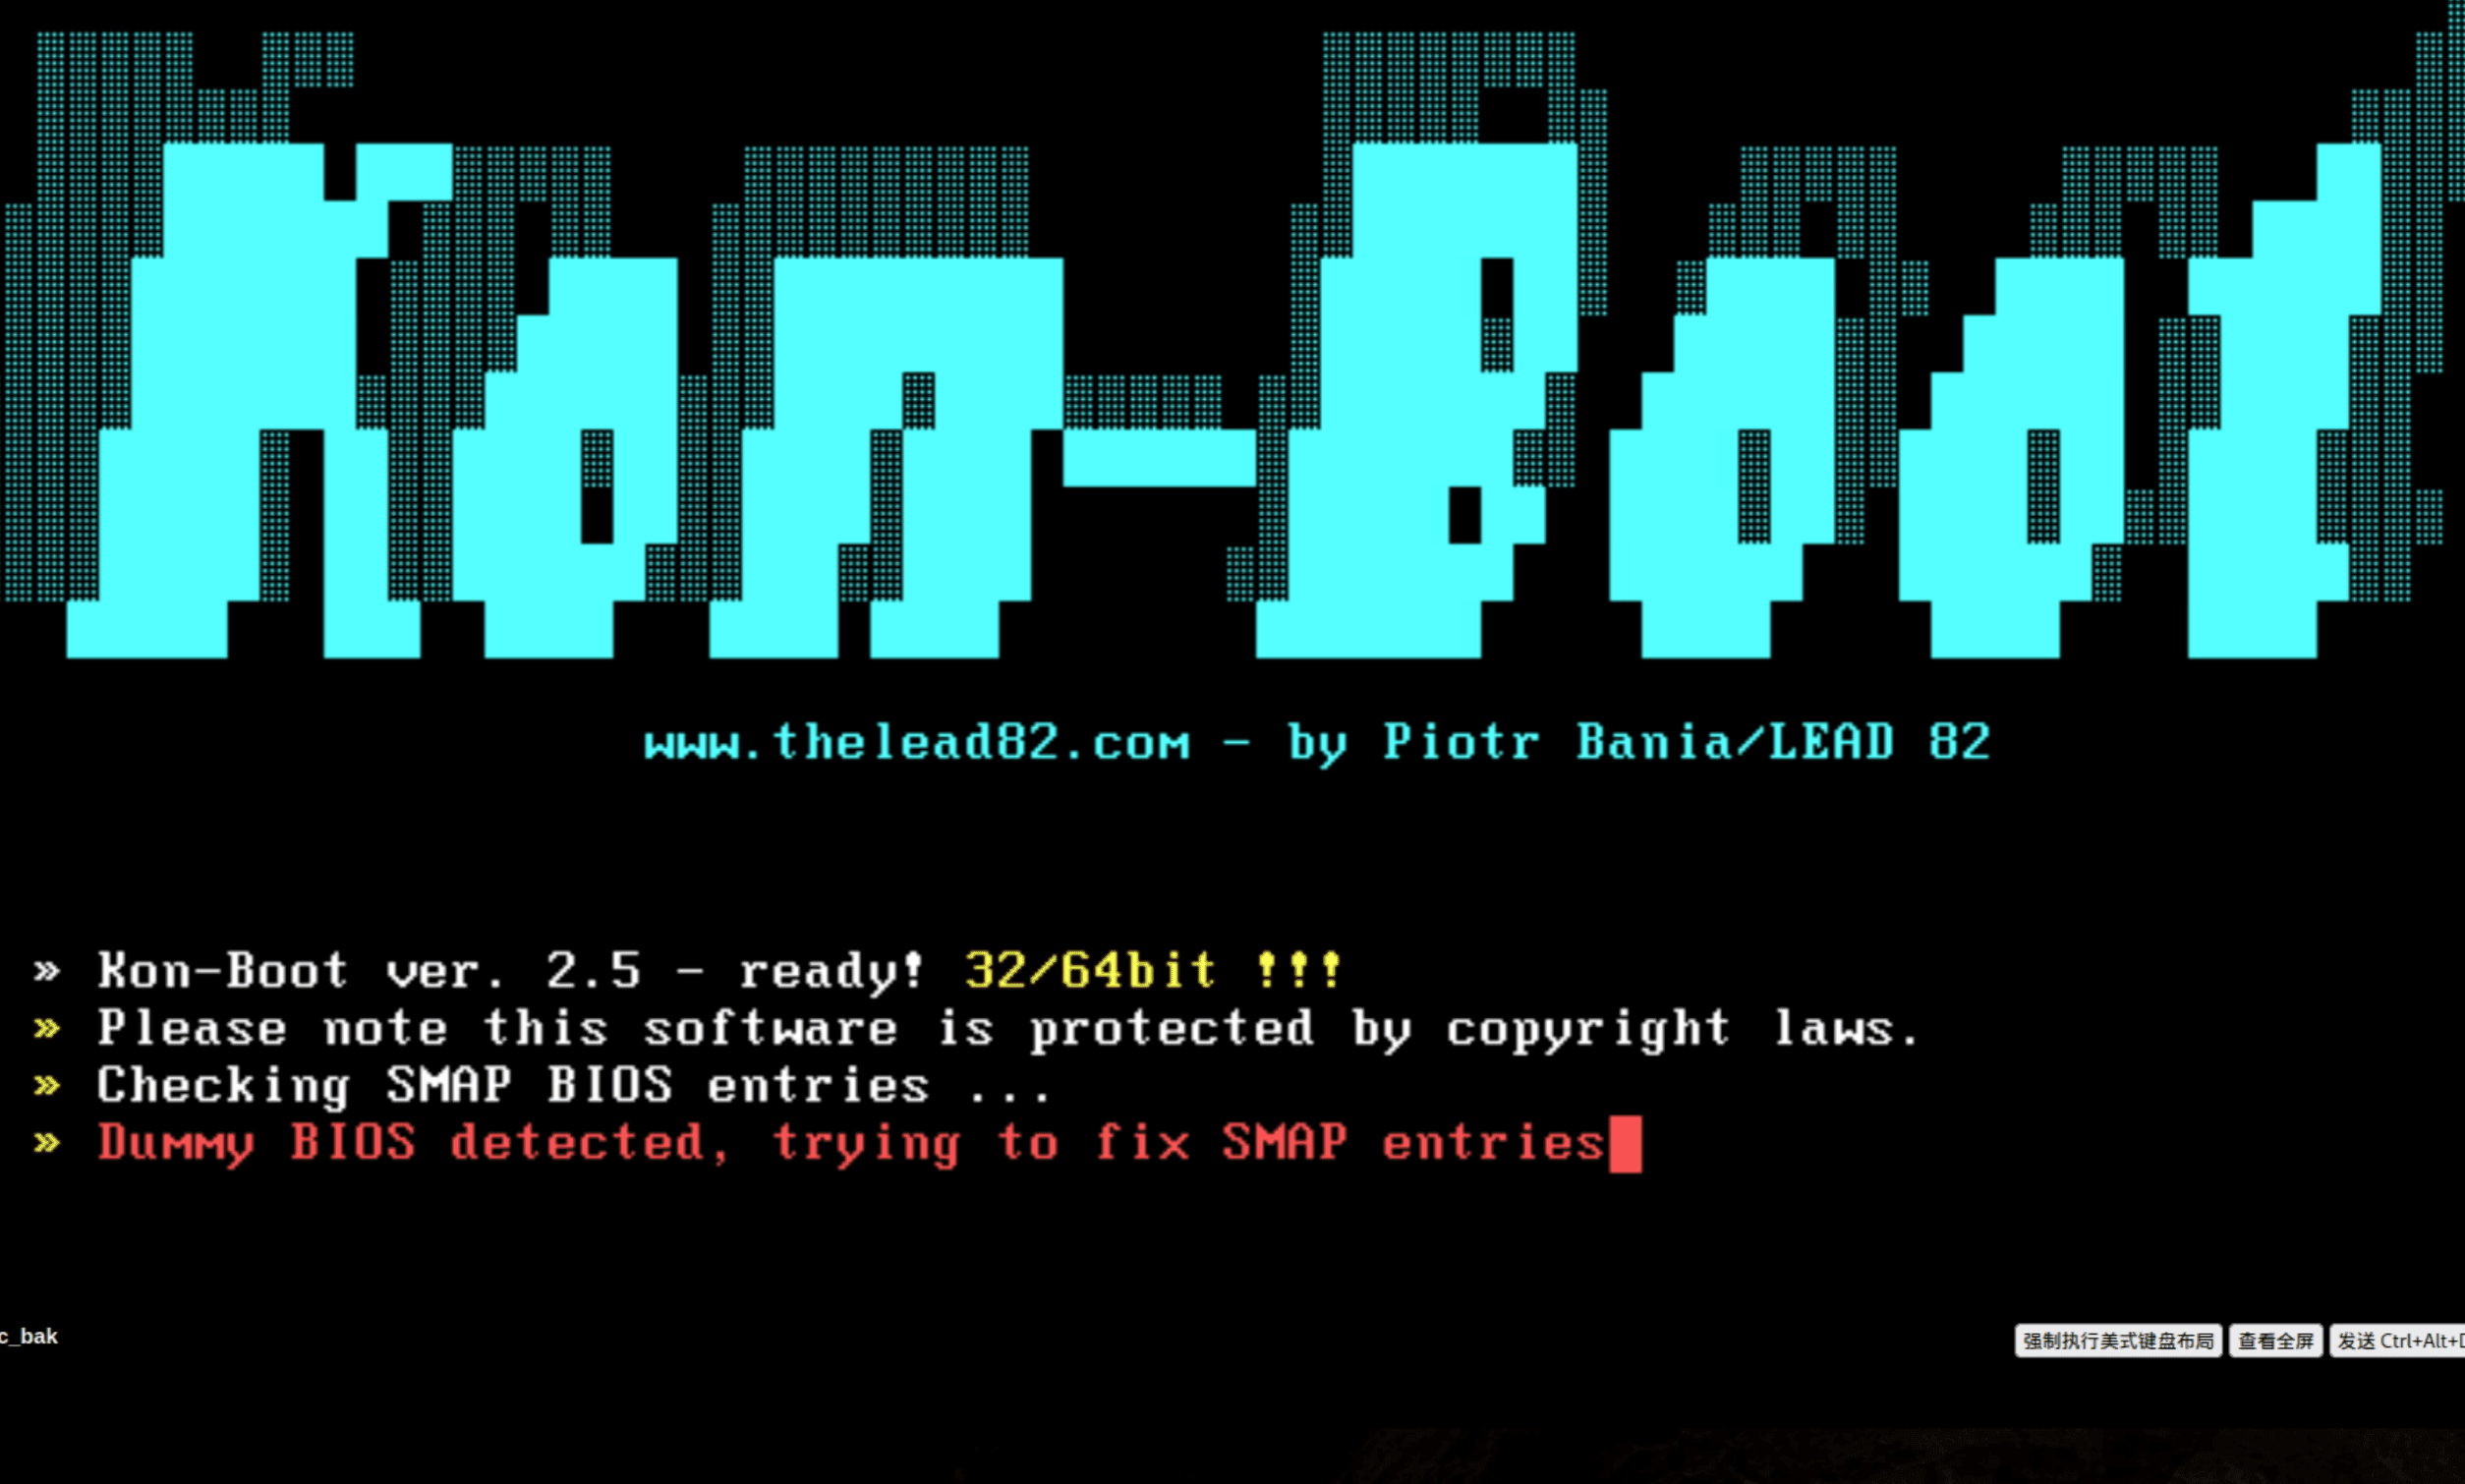 Kon-Boot
www.thelead82.com - by Piotr Bania/LEAD 82
» Kon-Boot ver. 2.5 - ready! 32/64bit !!!
» Please note this software is protected by copyright laws.
» Checking SMAP BIOS entries ...
» Dummy BIOS detected, trying to fix SMAP entries
c_bak
强制执行美式键盘布局 查看全屏 发送 Ctrl+Alt+D